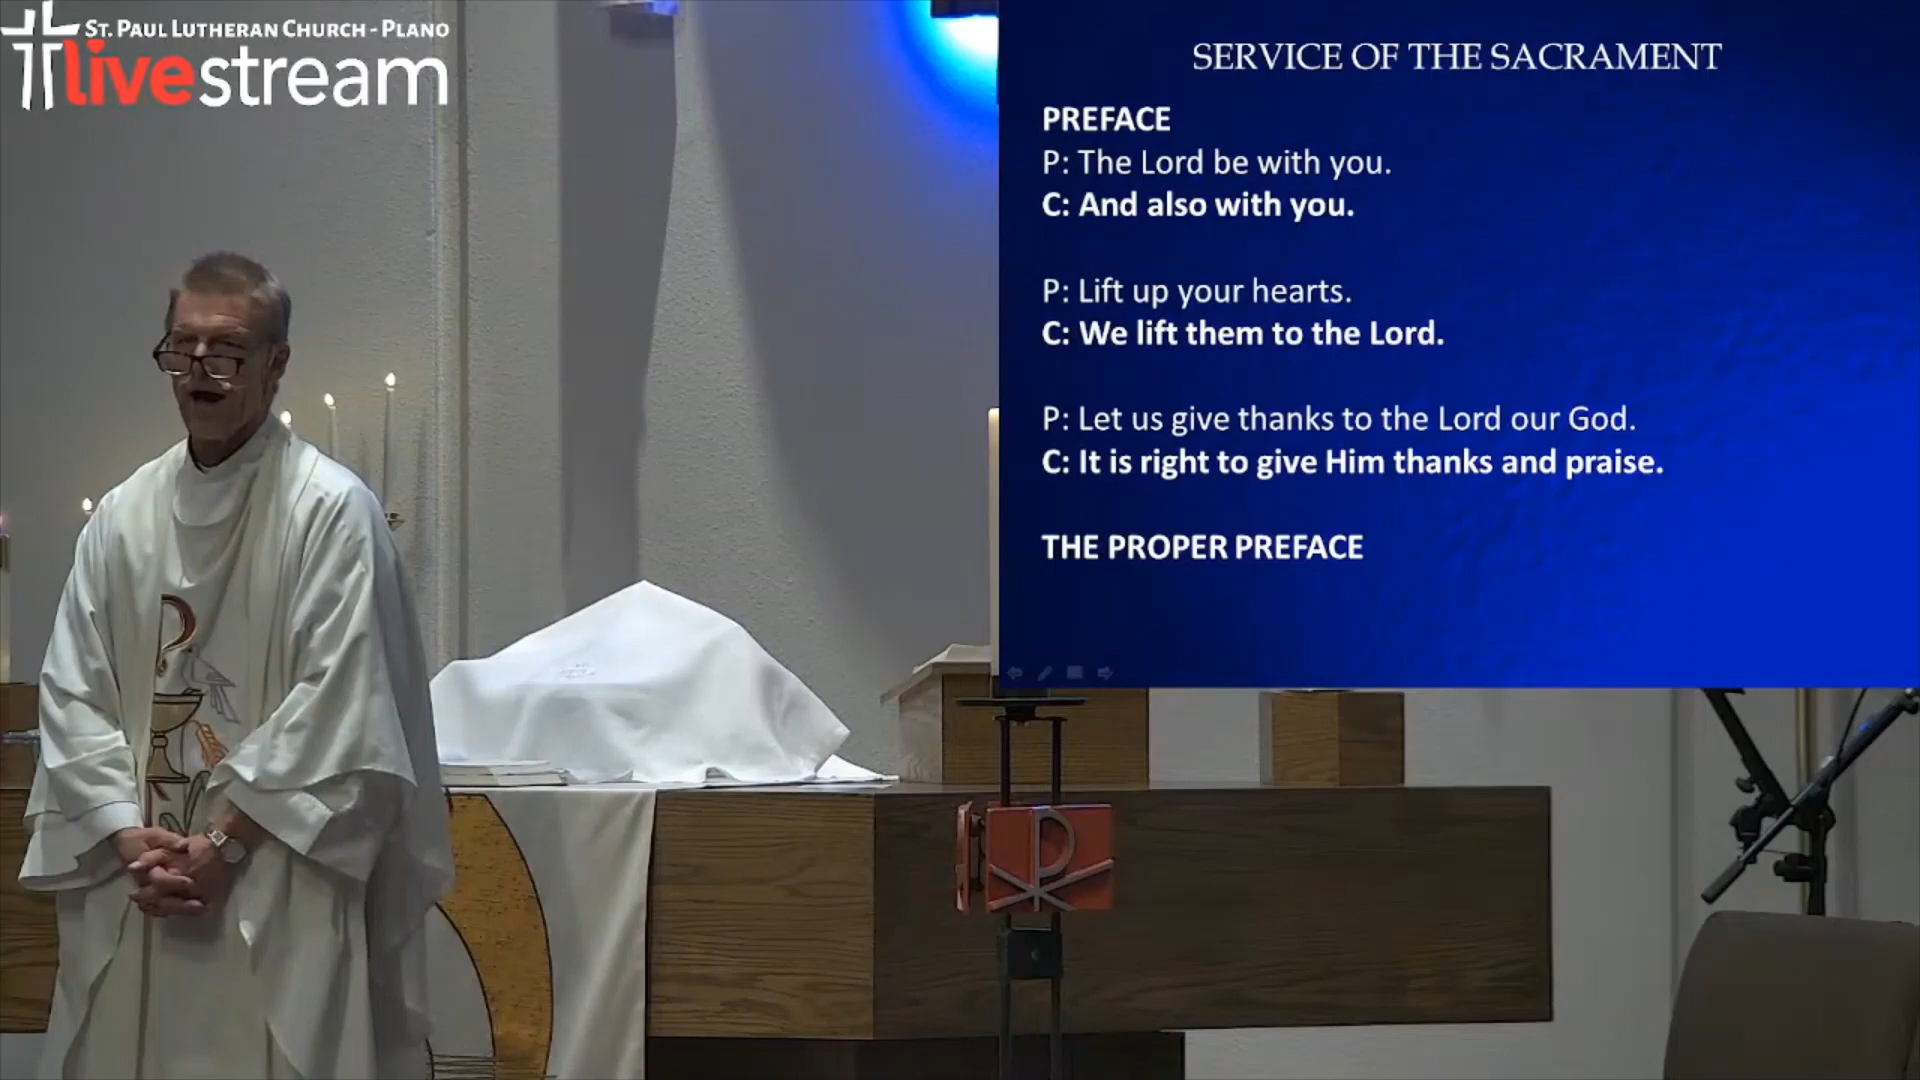 St. Paul Lutheran Church - Plano
livestream
SERVICE OF THE SACRAMENT
PREFACE
P: The Lord be with you.
C: And also with you.
P: Lift up your hearts.
C: We lift them to the Lord.
P: Let us give thanks to the Lord our God.
C: It is right to give Him thanks and praise.
THE PROPER PREFACE